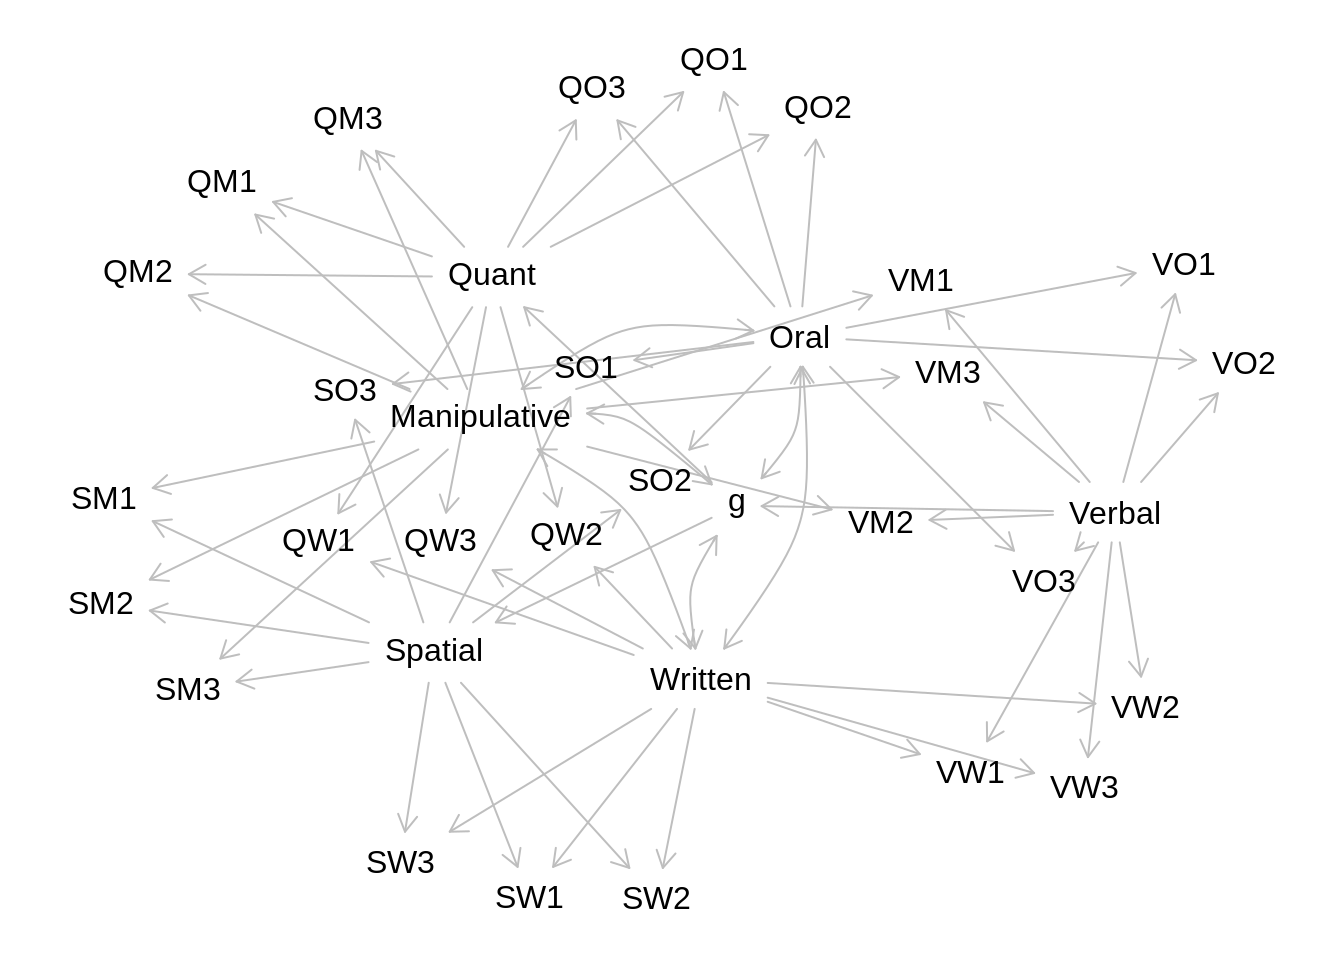 QO1
QO3
QO2
QM3
QM1
VO1
QM2
Quant
VM1
Oral
VO2
SO1
VM3
SO3
Manipulative
SO2
SM1
g
Verbal
VM2
QW1
QW3
QW2
VO3
SM2
Spatial
Written
SM3
VW2
VW1
VW3
SW3
SW1
SW2